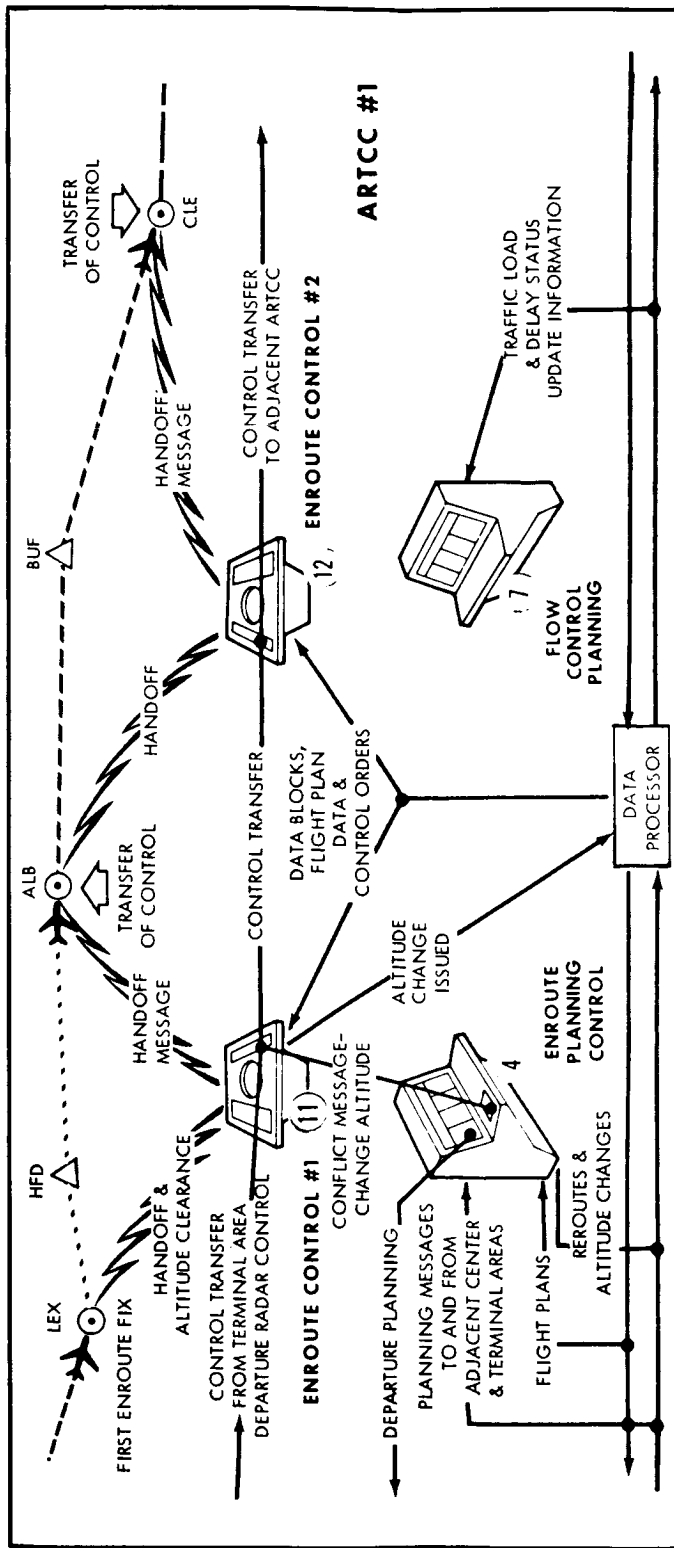 LEX
FIRST ENROUTE FIX
HFD
ALB
BUF
TRANSFER
OF CONTROL
CLE
HANDOFF &
ALTITUDE CLEARANCE
HANDOFF
MESSAGE
TRANSFER
OF CONTROL
HANDOFF
HANDOFF
MESSAGE
CONTROL TRANSFER
FROM TERMINAL AREA
DEPARTURE RADAR CONTROL
ENROUTE CONTROL #1
11
CONTROL TRANSFER
12
ENROUTE CONTROL #2
CONTROL TRANSFER
TO ADJACENT ARTCC
ARTCC #1
CONFLICT MESSAGE-
CHANGE ALTITUDE
DATA BLOCKS,
FLIGHT PLAN
DATA &
CONTROL ORDERS
ALTITUDE
CHANGE
ISSUED
DEPARTURE PLANNING
PLANNING MESSAGES
TO AND FROM
ADJACENT CENTER
& TERMINAL AREAS
FLIGHT PLANS
4
ENROUTE
PLANNING
CONTROL
REROUTES &
ALTITUDE CHANGES
DATA
PROCESSOR
7
FLOW
CONTROL
PLANNING
TRAFFIC LOAD
& DELAY STATUS
UPDATE INFORMATION